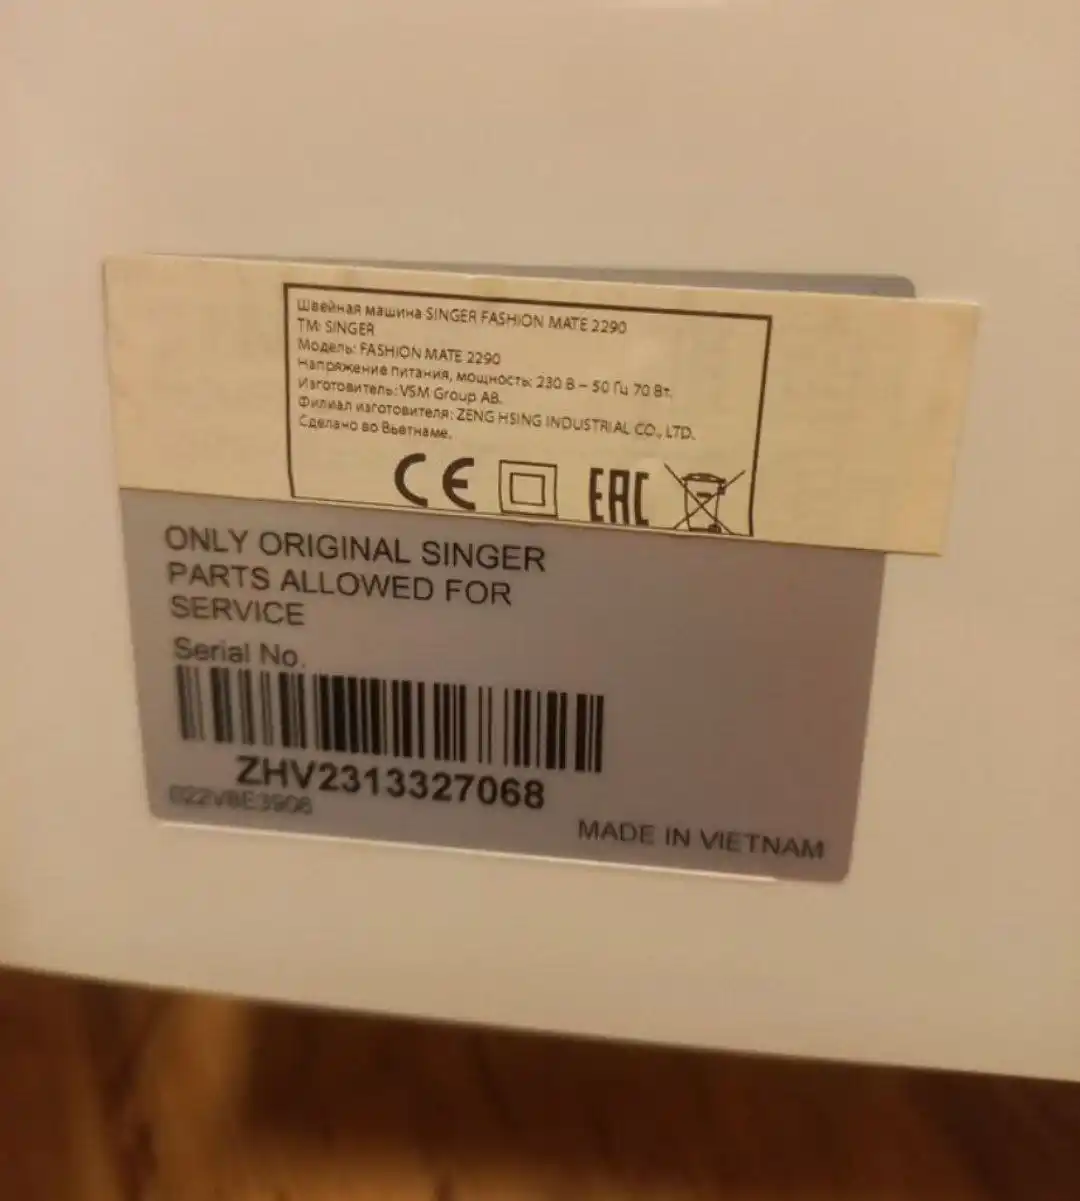 Швейная машина SINGER FASHION MATE 2290
TM: SINGER
Модель: FASHION MATE 2290
Напряжение питания, мощность: 230 В – 50 Гц 70 Вт.
Изготовитель: VSM Group AB.
Филиал изготовителя: ZENG HSING INDUSTRIAL CO., LTD.
Сделано во Вьетнаме.
CE EAC
ONLY ORIGINAL SINGER
PARTS ALLOWED FOR
SERVICE
Serial No.
ZHV2313327068
MADE IN VIETNAM